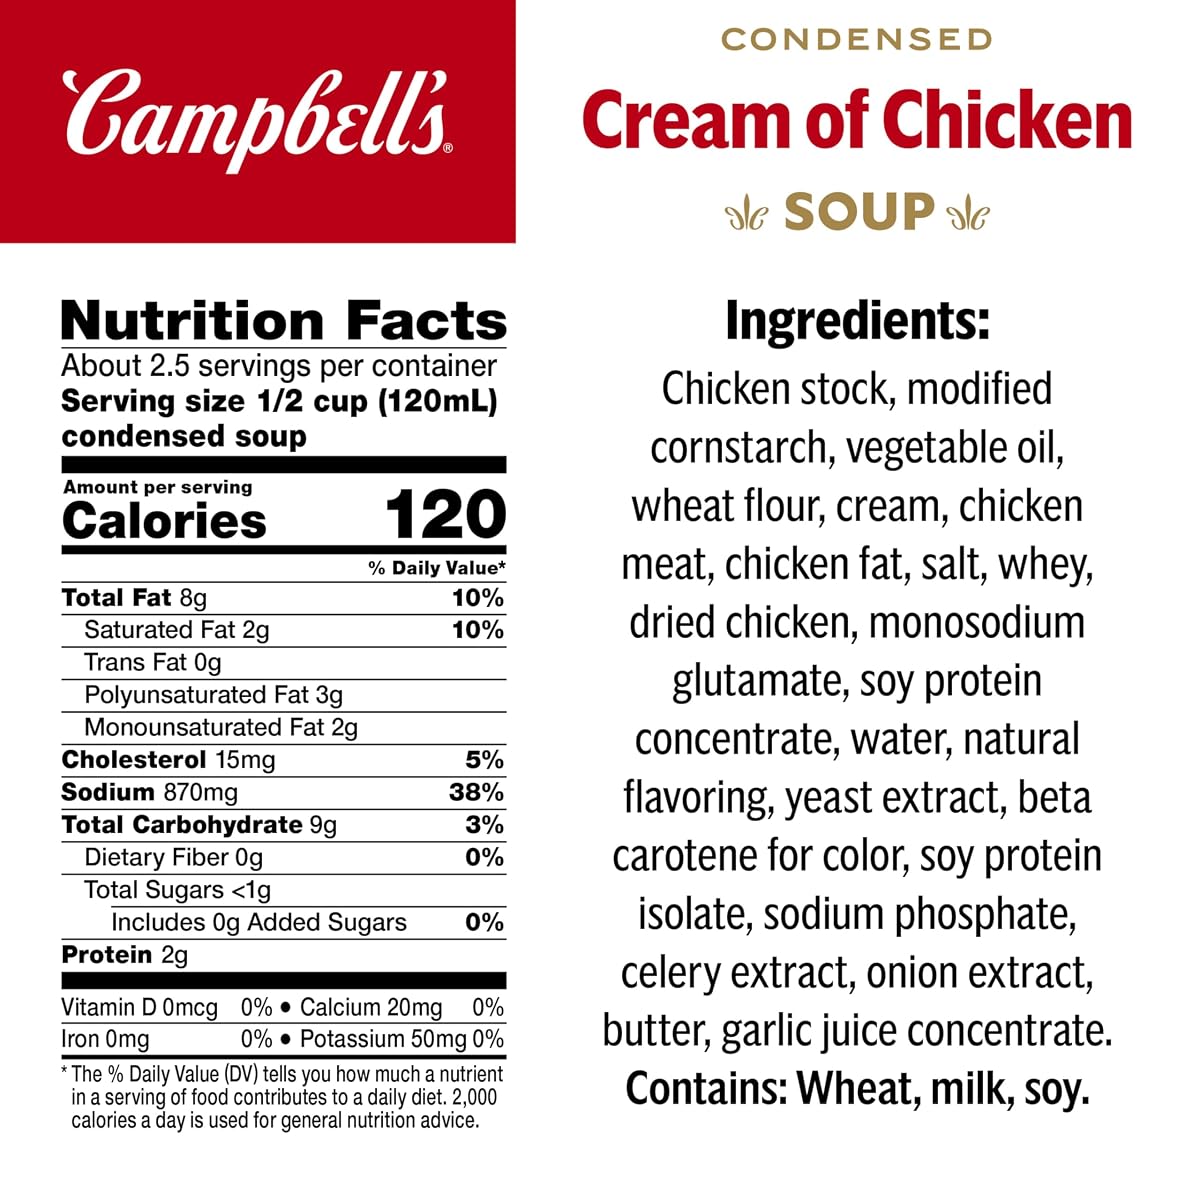 Campbell's®
CONDENSED
Cream of Chicken
SOUP
Nutrition Facts
About 2.5 servings per container
Serving size 1/2 cup (120mL)
condensed soup
Amount per serving
Calories 120
% Daily Value*
Total Fat 8g 10%
Saturated Fat 2g 10%
Trans Fat 0g
Polyunsaturated Fat 3g
Monounsaturated Fat 2g
Cholesterol 15mg 5%
Sodium 870mg 38%
Total Carbohydrate 9g 3%
Dietary Fiber 0g 0%
Total Sugars <1g
Includes 0g Added Sugars 0%
Protein 2g
Vitamin D 0mcg 0% • Calcium 20mg 0%
Iron 0mg 0% • Potassium 50mg 0%
* The % Daily Value (DV) tells you how much a nutrient
in a serving of food contributes to a daily diet. 2,000
calories a day is used for general nutrition advice.
Ingredients:
Chicken stock, modified
cornstarch, vegetable oil,
wheat flour, cream, chicken
meat, chicken fat, salt, whey,
dried chicken, monosodium
glutamate, soy protein
concentrate, water, natural
flavoring, yeast extract, beta
carotene for color, soy protein
isolate, sodium phosphate,
celery extract, onion extract,
butter, garlic juice concentrate.
Contains: Wheat, milk, soy.